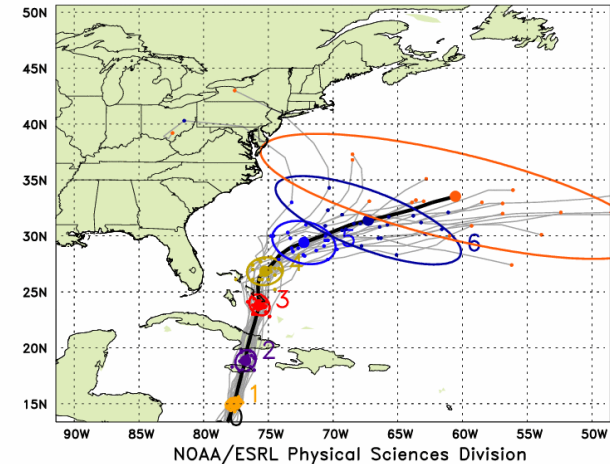 50N
45N
40N
35N
30N
25N
20N
15N
5
6
4
3
2
1
0
90W 85W 80W 75W 70W 65W 60W 55W 50W
NOAA/ESRL Physical Sciences Division